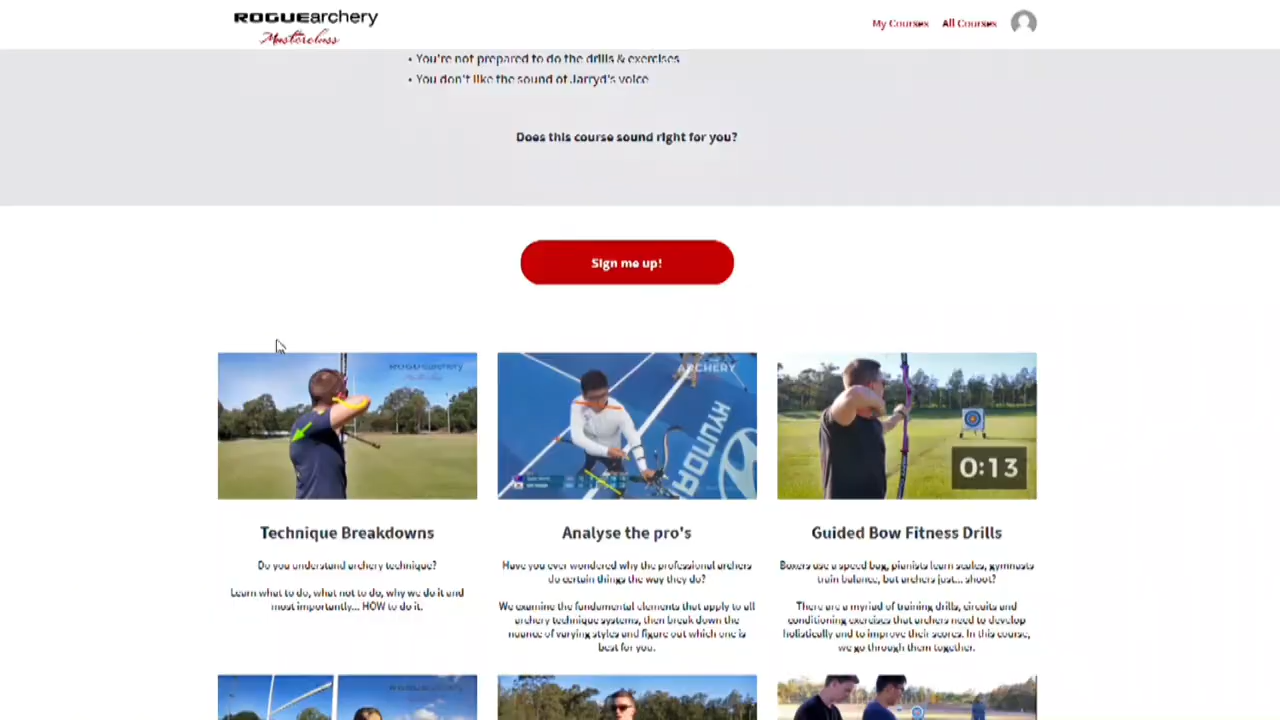 ROGUEarchery
Masterclass
My Courses
All Courses
• You're not prepared to do the drills & exercises
• You don't like the sound of Jarryd's voice
Does this course sound right for you?
Sign me up!
ROGUEarchery
ARCHERY
HYUNDAI
0:13
Technique Breakdowns
Analyse the pro's
Guided Bow Fitness Drills
Do you understand archery technique?
Learn what to do, what not to do, why we do it and
most importantly... HOW to do it.
Have you ever wondered why the professional archers
do certain things the way they do?
We examine the fundamental elements that apply to all
archery technique systems, then break down the
nuance of varying styles and figure out which one is
best for you.
Boxers use a speed bag, pianists learn scales, gymnasts
train balance, but archers just... shoot?
There are a myriad of training drills, circuits and
conditioning exercises that archers need to develop
holistically and to improve their scores. In this course,
we go through them together.
ROGUEarchery